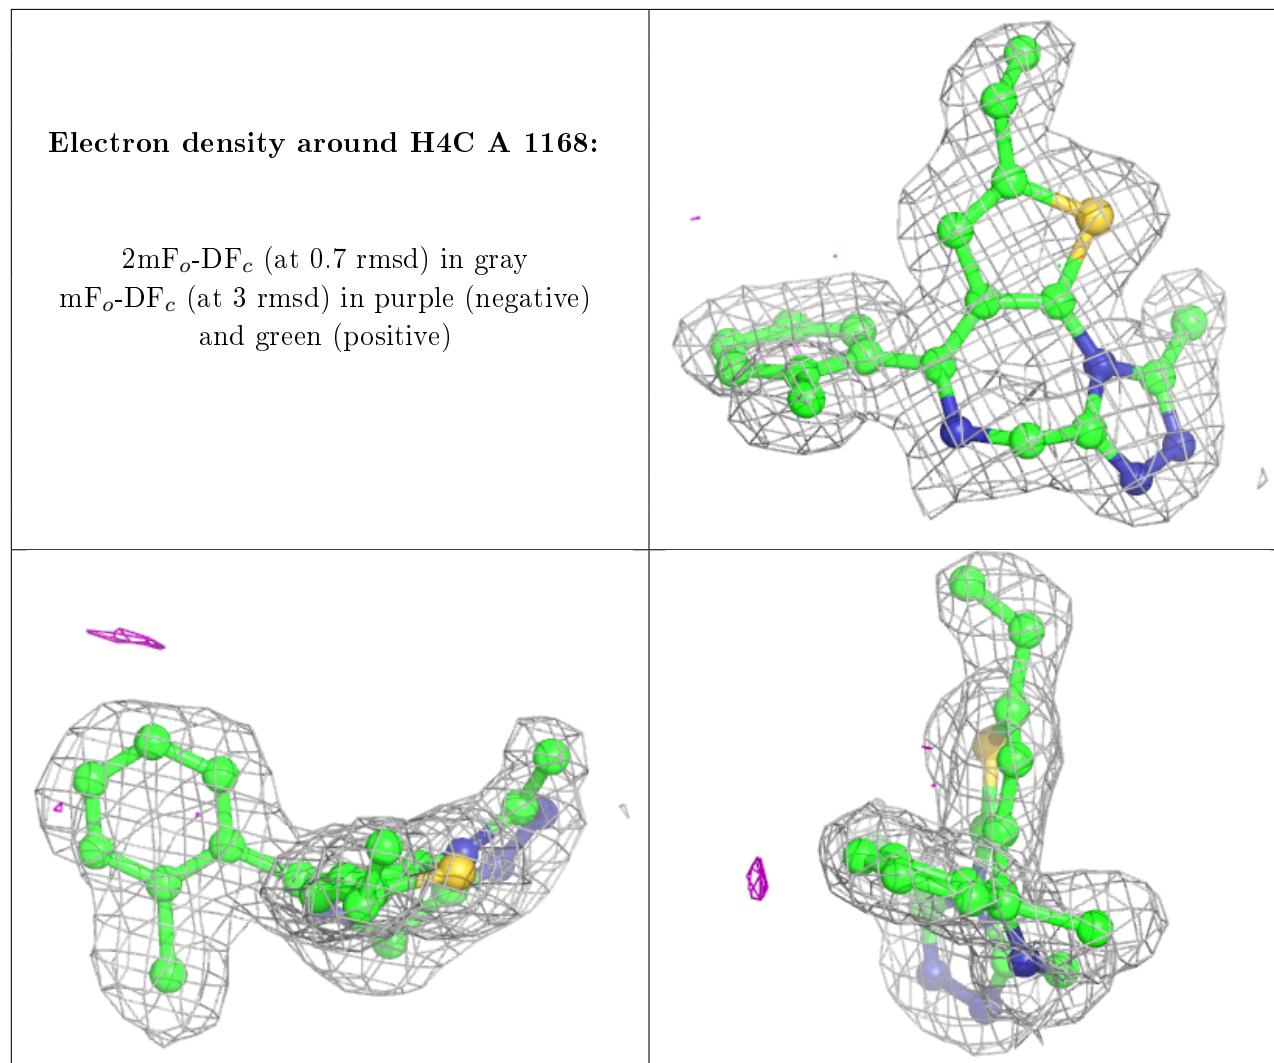 Electron density around H4C A 1168:
2mFₒ-DF𝒸 (at 0.7 rmsd) in gray
mFₒ-DF𝒸 (at 3 rmsd) in purple (negative)
and green (positive)